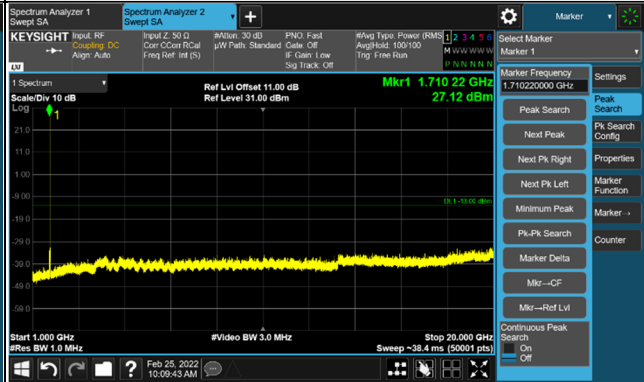 Spectrum Analyzer 1
Swept SA
Spectrum Analyzer 2
Swept SA
Marker
KEYSIGHT
LXI
Input: RF
Coupling: DC
Align: Auto
Input Z: 50 Ω
Corr CCorr RCal
Freq Ref: Int (S)
#Atten: 30 dB
µW Path: Standard
PNO: Fast
Gate: Off
IF Gain: Low
Sig Track: Off
#Avg Type: Power (RMS
Avg|Hold: 100/100
Trig: Free Run
1 2 3 4 5 6
M W W W W W
P N N N N N
Select Marker
Marker 1
1 Spectrum
Scale/Div 10 dB
Log
Ref Lvl Offset 11.00 dB
Ref Level 31.00 dBm
Mkr1 1.710 22 GHz
27.12 dBm
1
21.0
11.0
1.00
-9.00
-19.0
-29.0
-39.0
-49.0
-59.0
DL1 -13.00 dBm
Start 1.000 GHz
#Res BW 1.0 MHz
#Video BW 3.0 MHz
Stop 20.000 GHz
Sweep ~38.4 ms (50001 pts)
Marker Frequency
1.710220000 GHz
Peak Search
Next Peak
Next Pk Right
Next Pk Left
Minimum Peak
Pk-Pk Search
Marker Delta
Mkr→CF
Mkr→Ref Lvl
Continuous Peak
Search
On
Off
Settings
Peak
Search
Pk Search
Config
Properties
Marker
Function
Marker→
Counter
?
Feb 25, 2022
10:09:43 AM